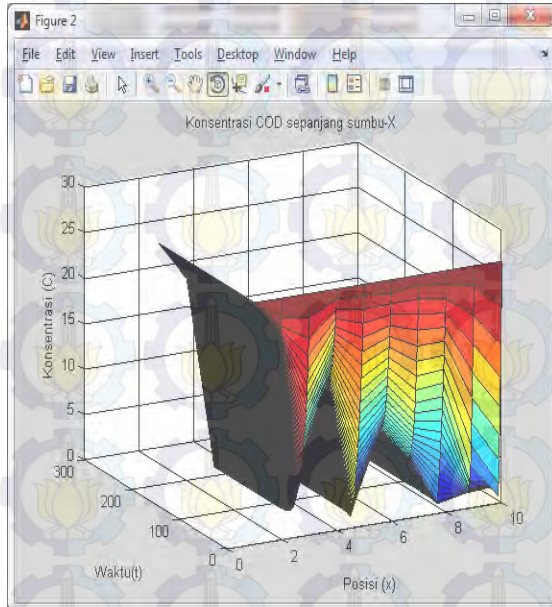 Figure 2
File Edit View Insert Tools Desktop Window Help
Konsentrasi COD sepanjang sumbu-X
30
25
20
15
10
5
0
Konsentrasi (C)
300
200
100
0
Waktu(t)
0
2
4
6
8
10
Posisi (x)